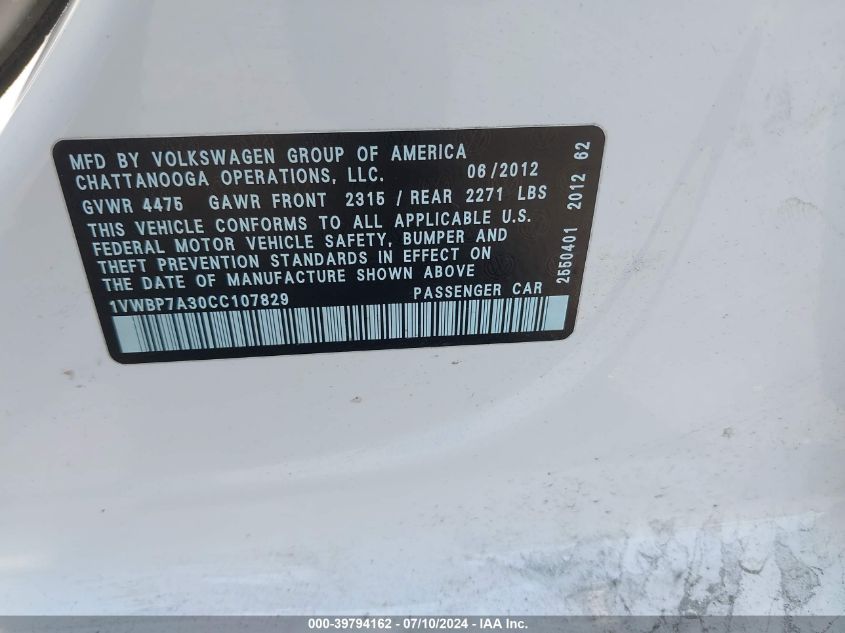 MFD BY VOLKSWAGEN GROUP OF AMERICA
CHATTANOOGA OPERATIONS, LLC. 06/2012
GVWR 4475 GAWR FRONT 2315 / REAR 2271 LBS
THIS VEHICLE CONFORMS TO ALL APPLICABLE U.S.
FEDERAL MOTOR VEHICLE SAFETY, BUMPER AND
THEFT PREVENTION STANDARDS IN EFFECT ON
THE DATE OF MANUFACTURE SHOWN ABOVE
1VWBP7A30CC107829 PASSENGER CAR
2550401 2012 62
000-39794162 - 07/10/2024 - IAA Inc.